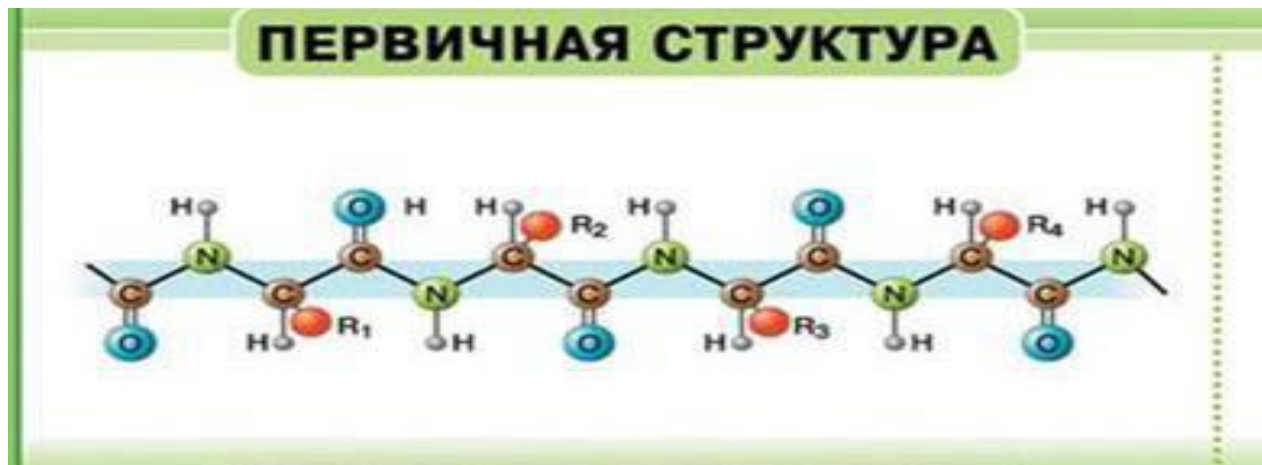 ПЕРВИЧНАЯ СТРУКТУРА
H O H H R₂ H O H R₄ H
N C C N C C N
C C N C C N C
O H R₁ H O H R₃ H O